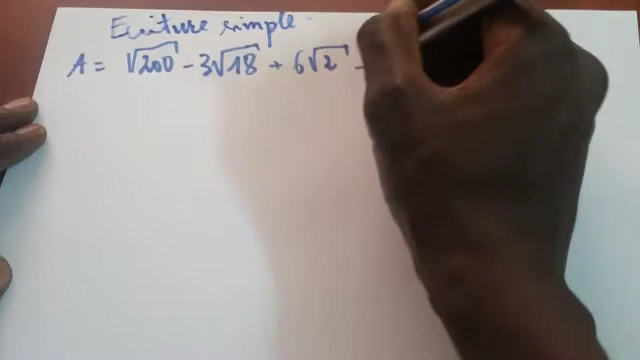 Ecriture simple.
A = √200 - 3√18 + 6√2 -